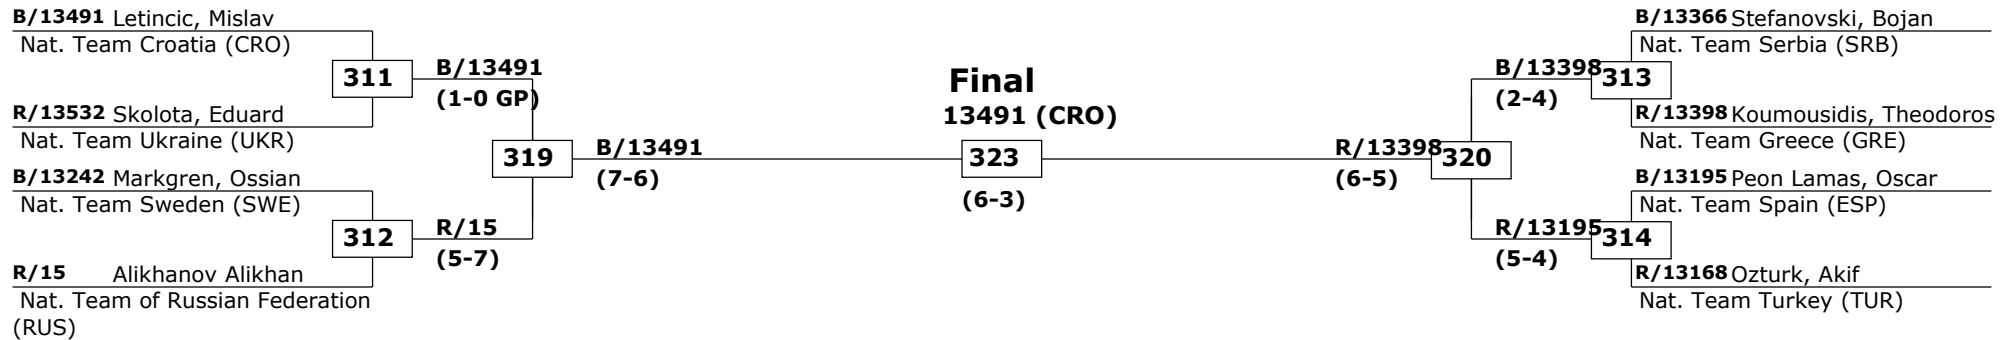 B/13491 Letincic, Mislav
Nat. Team Croatia (CRO)
311
B/13491
(1-0 GP)
R/13532 Skolota, Eduard
Nat. Team Ukraine (UKR)
319
B/13491
(7-6)
B/13242 Markgren, Ossian
Nat. Team Sweden (SWE)
312
R/15
(5-7)
R/15 Alikhanov Alikhan
Nat. Team of Russian Federation
(RUS)
Final
13491 (CRO)
323
(6-3)
B/13366 Stefanovski, Bojan
Nat. Team Serbia (SRB)
B/13398
313
(2-4)
R/13398 Koumousidis, Theodoros
Nat. Team Greece (GRE)
R/13398
320
(6-5)
B/13195 Peon Lamas, Oscar
Nat. Team Spain (ESP)
R/13195
314
(5-4)
R/13168 Ozturk, Akif
Nat. Team Turkey (TUR)